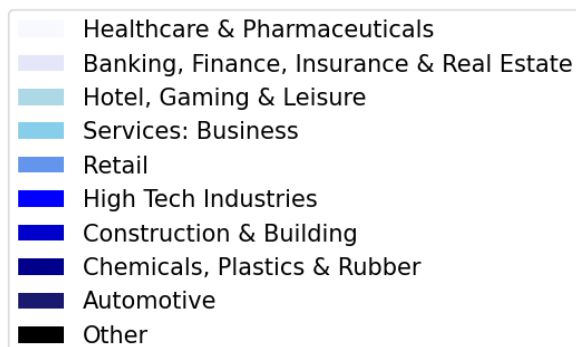 Healthcare & Pharmaceuticals
Banking, Finance, Insurance & Real Estate
Hotel, Gaming & Leisure
Services: Business
Retail
High Tech Industries
Construction & Building
Chemicals, Plastics & Rubber
Automotive
Other